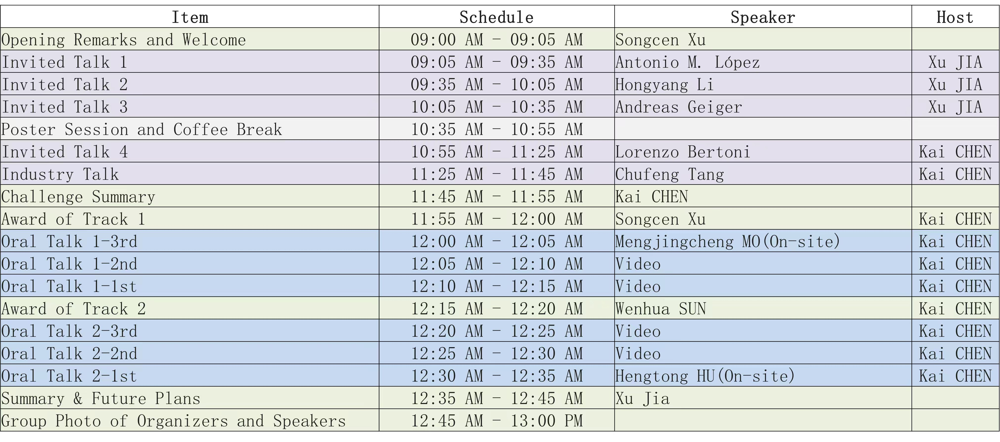 Item Schedule Speaker Host
Opening Remarks and Welcome 09:00 AM - 09:05 AM Songcen Xu
Invited Talk 1 09:05 AM - 09:35 AM Antonio M. López Xu JIA
Invited Talk 2 09:35 AM - 10:05 AM Hongyang Li Xu JIA
Invited Talk 3 10:05 AM - 10:35 AM Andreas Geiger Xu JIA
Poster Session and Coffee Break 10:35 AM - 10:55 AM
Invited Talk 4 10:55 AM - 11:25 AM Lorenzo Bertoni Kai CHEN
Industry Talk 11:25 AM - 11:45 AM Chufeng Tang Kai CHEN
Challenge Summary 11:45 AM - 11:55 AM Kai CHEN
Award of Track 1 11:55 AM - 12:00 AM Songcen Xu Kai CHEN
Oral Talk 1-3rd 12:00 AM - 12:05 AM Mengjingcheng MO(On-site) Kai CHEN
Oral Talk 1-2nd 12:05 AM - 12:10 AM Video Kai CHEN
Oral Talk 1-1st 12:10 AM - 12:15 AM Video Kai CHEN
Award of Track 2 12:15 AM - 12:20 AM Wenhua SUN Kai CHEN
Oral Talk 2-3rd 12:20 AM - 12:25 AM Video Kai CHEN
Oral Talk 2-2nd 12:25 AM - 12:30 AM Video Kai CHEN
Oral Talk 2-1st 12:30 AM - 12:35 AM Hengtong HU(On-site) Kai CHEN
Summary & Future Plans 12:35 AM - 12:45 AM Xu Jia
Group Photo of Organizers and Speakers 12:45 AM - 13:00 PM